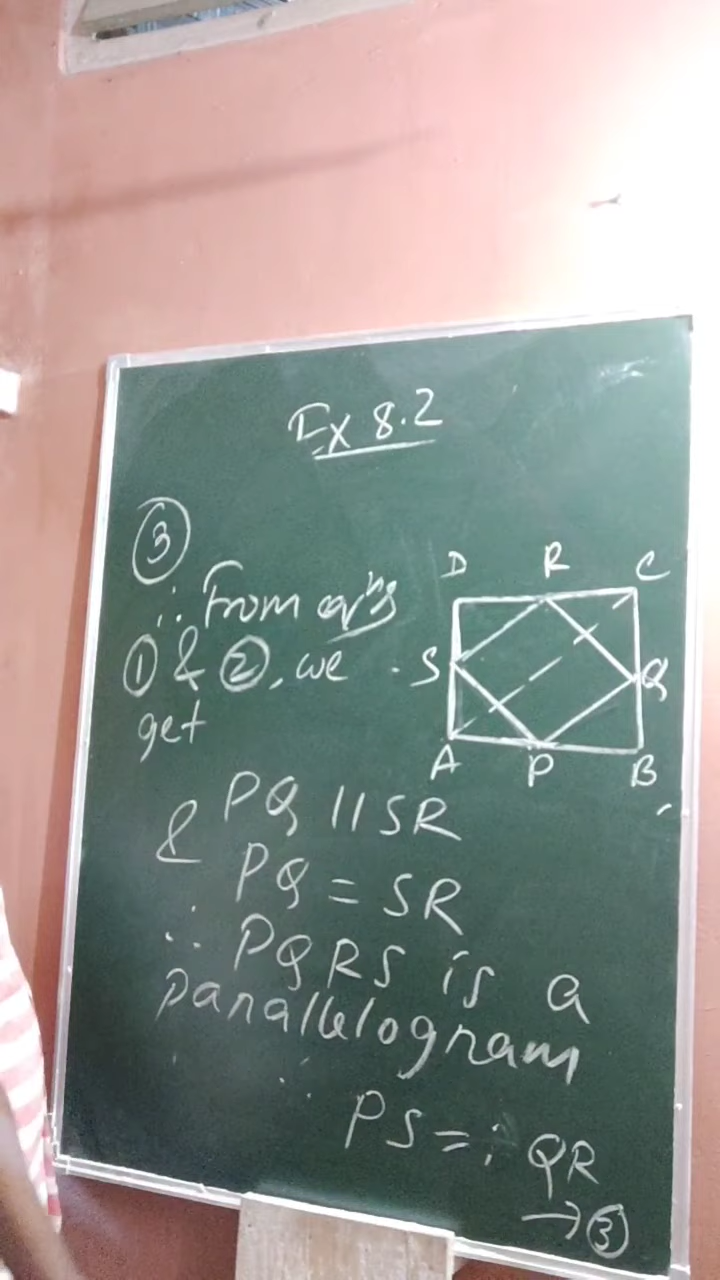 Ex 8.2
③
∴ From eqns
① & ②, we
get
D R C
S Q
A P B
PQ || SR
& PQ = SR
∴ PQRS is a
parallelogram
∴ PS = QR
→ ③